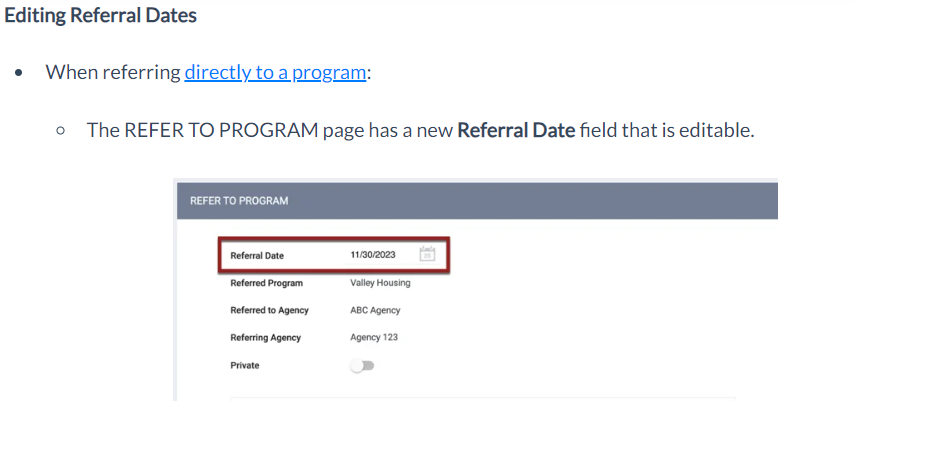 Editing Referral Dates
When referring directly to a program:
The REFER TO PROGRAM page has a new Referral Date field that is editable.
REFER TO PROGRAM
Referral Date 11/30/2023
Referred Program Valley Housing
Referred to Agency ABC Agency
Referring Agency Agency 123
Private